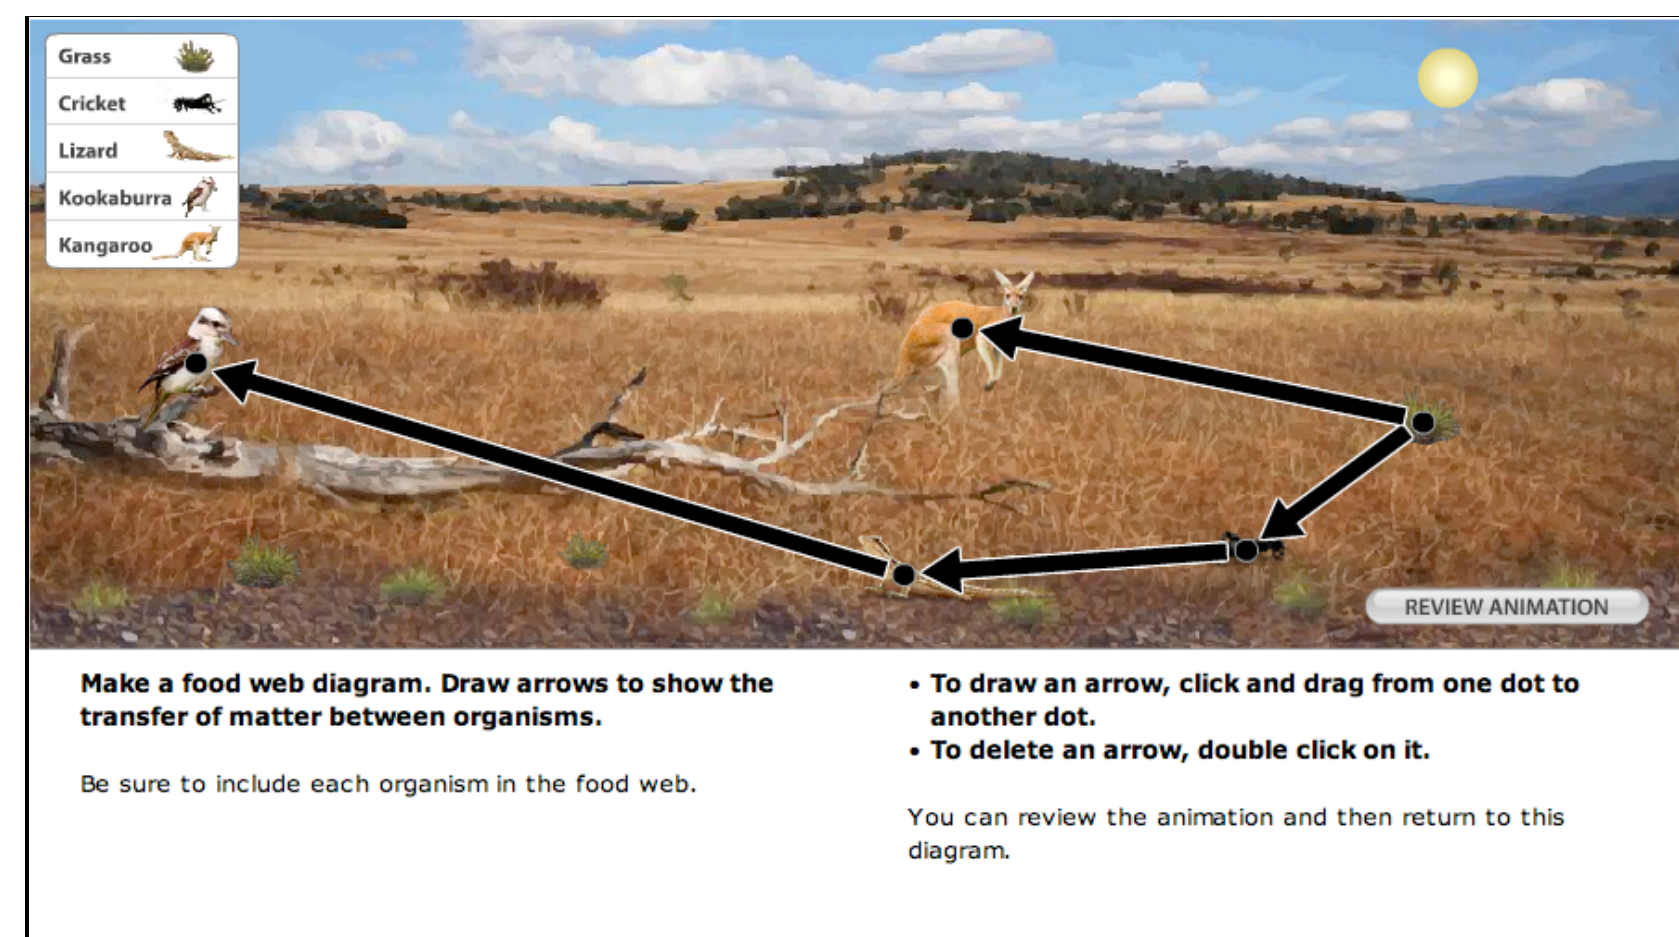 Grass
Cricket
Lizard
Kookaburra
Kangaroo
REVIEW ANIMATION
Make a food web diagram. Draw arrows to show the
transfer of matter between organisms.
Be sure to include each organism in the food web.
• To draw an arrow, click and drag from one dot to
another dot.
• To delete an arrow, double click on it.
You can review the animation and then return to this
diagram.